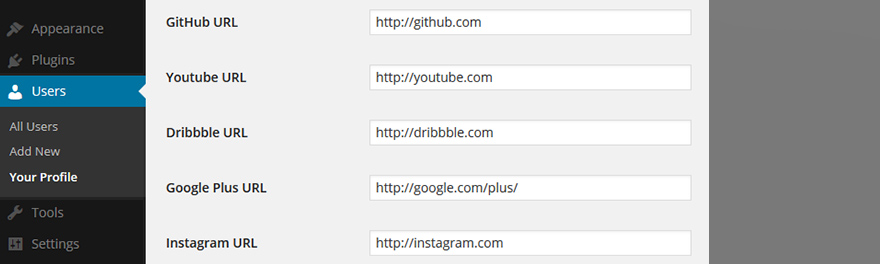 Appearance
Plugins
Users
All Users
Add New
Your Profile
Tools
Settings
GitHub URL http://github.com
Youtube URL http://youtube.com
Dribbble URL http://dribbble.com
Google Plus URL http://google.com/plus/
Instagram URL http://instagram.com